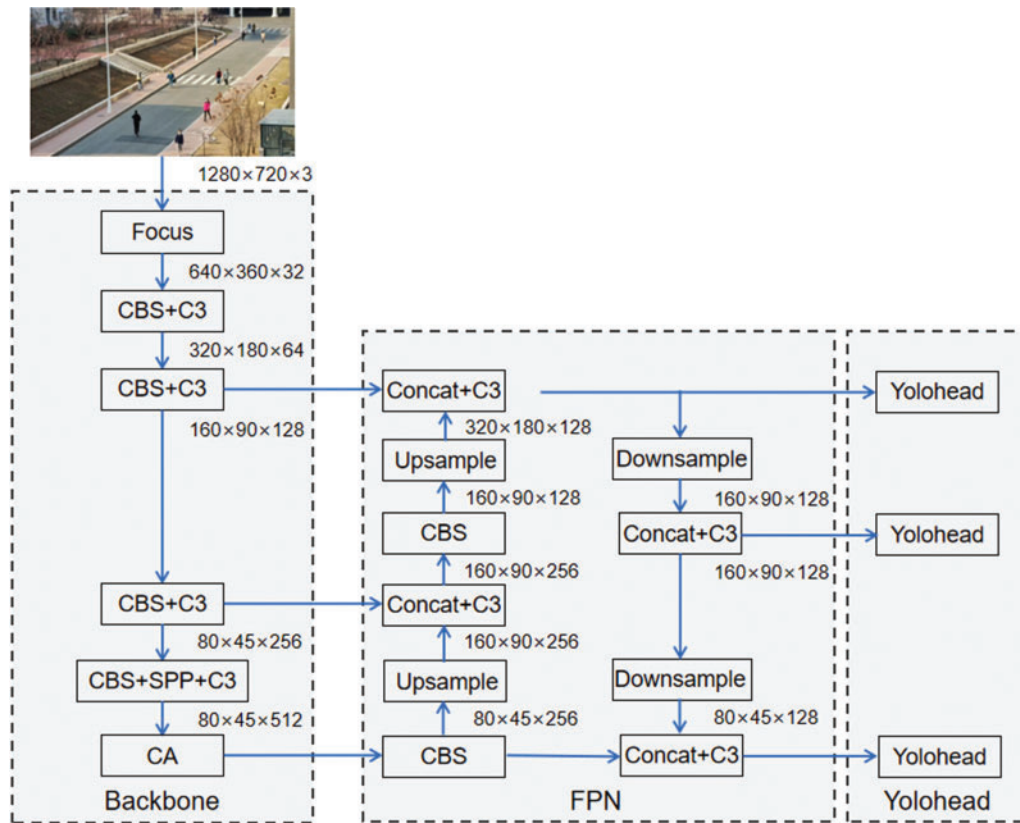 1280×720×3
Focus
640×360×32
CBS+C3
320×180×64
CBS+C3
160×90×128
CBS+C3
80×45×256
CBS+SPP+C3
80×45×512
CA
Backbone
Concat+C3
320×180×128
Upsample
160×90×128
CBS
160×90×256
Concat+C3
160×90×256
Upsample
80×45×256
CBS
Downsample
160×90×128
Concat+C3
160×90×128
Downsample
80×45×128
Concat+C3
FPN
Yolohead
Yolohead
Yolohead
Yolohead